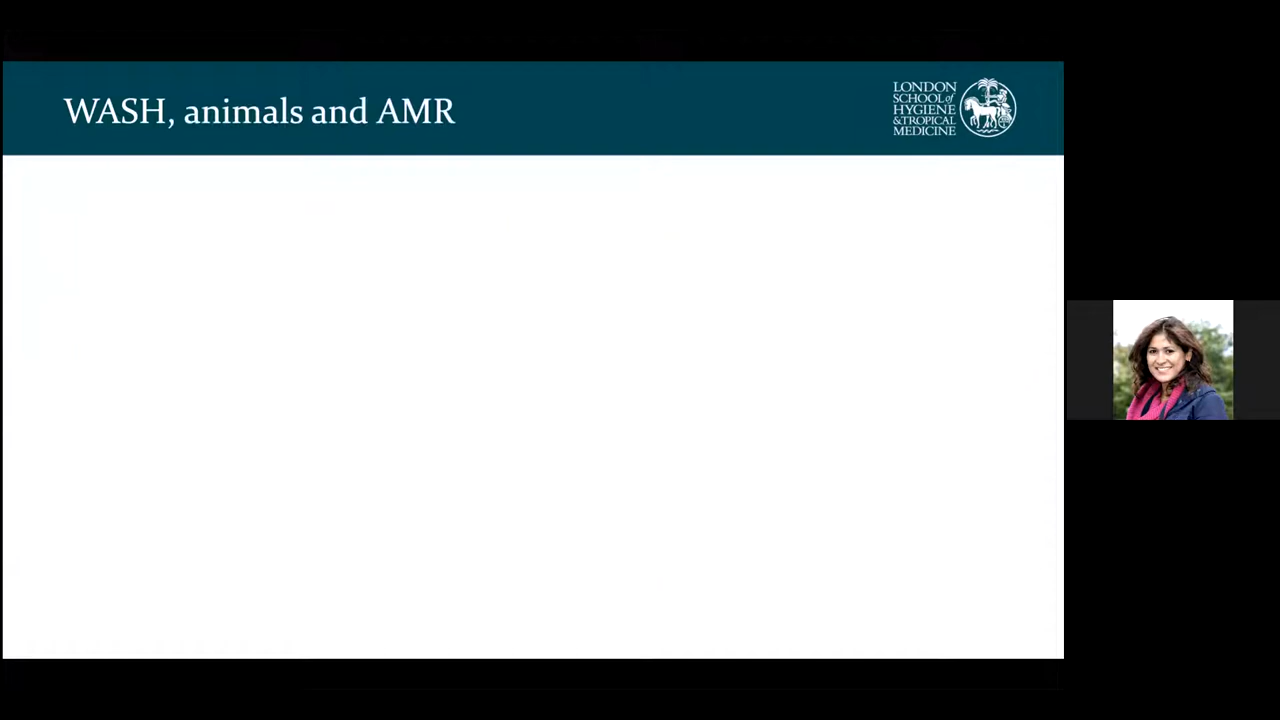 WASH, animals and AMR
LONDON
SCHOOL of
HYGIENE
& TROPICAL
MEDICINE